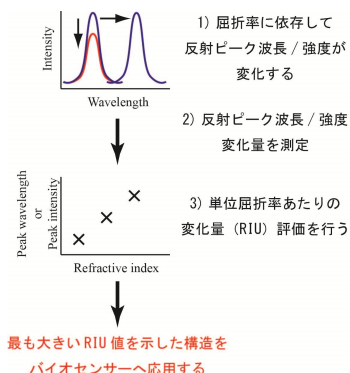 1) 屈折率に依存して
反射ピーク波長 / 強度が
変化する
Intensity
Wavelength
2) 反射ピーク波長 / 強度
変化量を測定
Peak wavelength
or
Peak intensity
Refractive index
3) 単位屈折率あたりの
変化量（RIU）評価を行う
最も大きい RIU 値を示した構造を
バイオセンサーへ応用する